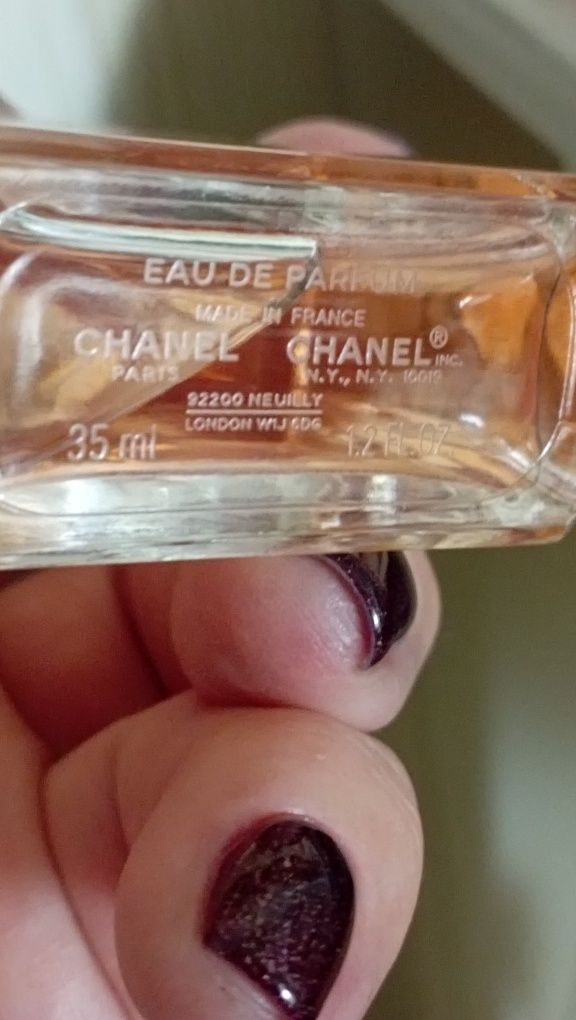 EAU DE PARFUM
MADE IN FRANCE
CHANEL CHANEL® INC.
PARIS N.Y., N.Y. 10019
92200 NEUILLY
LONDON W1J 6DG
35 ml 1.2 FL. OZ.